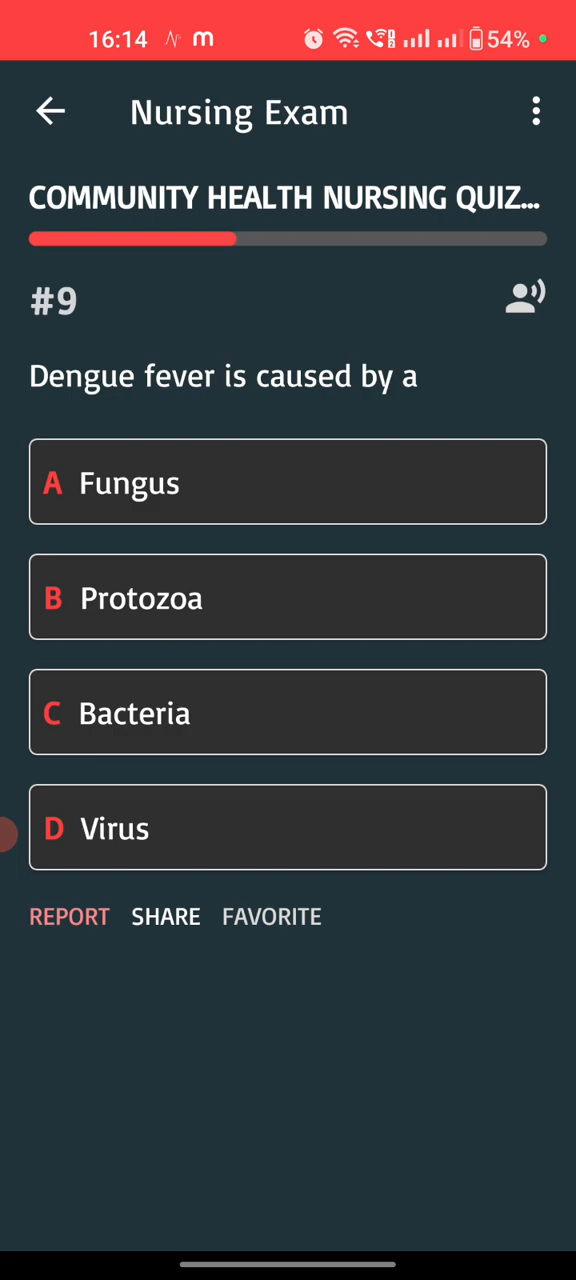 16:14 m 54%
Nursing Exam
COMMUNITY HEALTH NURSING QUIZ...
#9
Dengue fever is caused by a
A Fungus
B Protozoa
C Bacteria
D Virus
REPORT SHARE FAVORITE